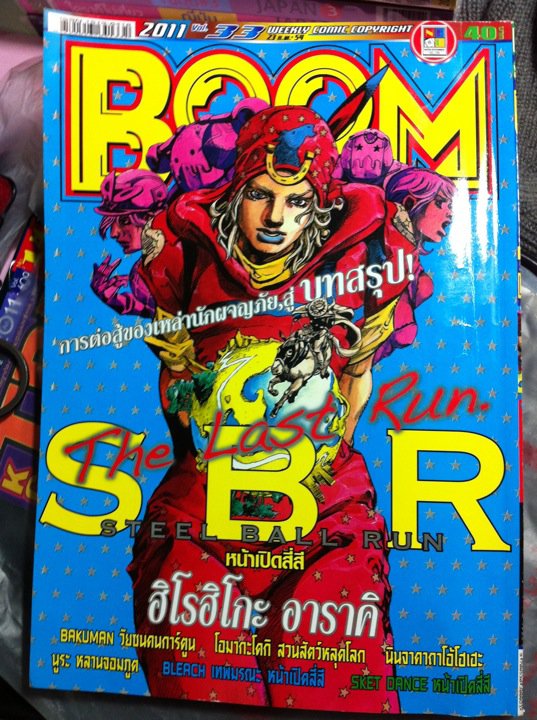 2011 Vol. 33 WEEKLY COMIC COPYRIGHT
40
BOOM
การต่อสู้ของเหล่านักผจญภัย,สู่ บทสรุป!
The Last Run.
SBR
STEEL BALL RUN
หน้าเปิดสี่สี
ฮิโรฮิโกะ อารากิ
BAKUMAN วัยซนคนการ์ตูน โอมาเกะโดกิ สวนสัตว์หลุดโลก นินจาคาถาโอ้โฮเฮะ
นูระ หลานจอมภูต BLEACH เทพมรณะ หน้าเปิดสี่สี SKET DANCE หน้าเปิดสี่สี